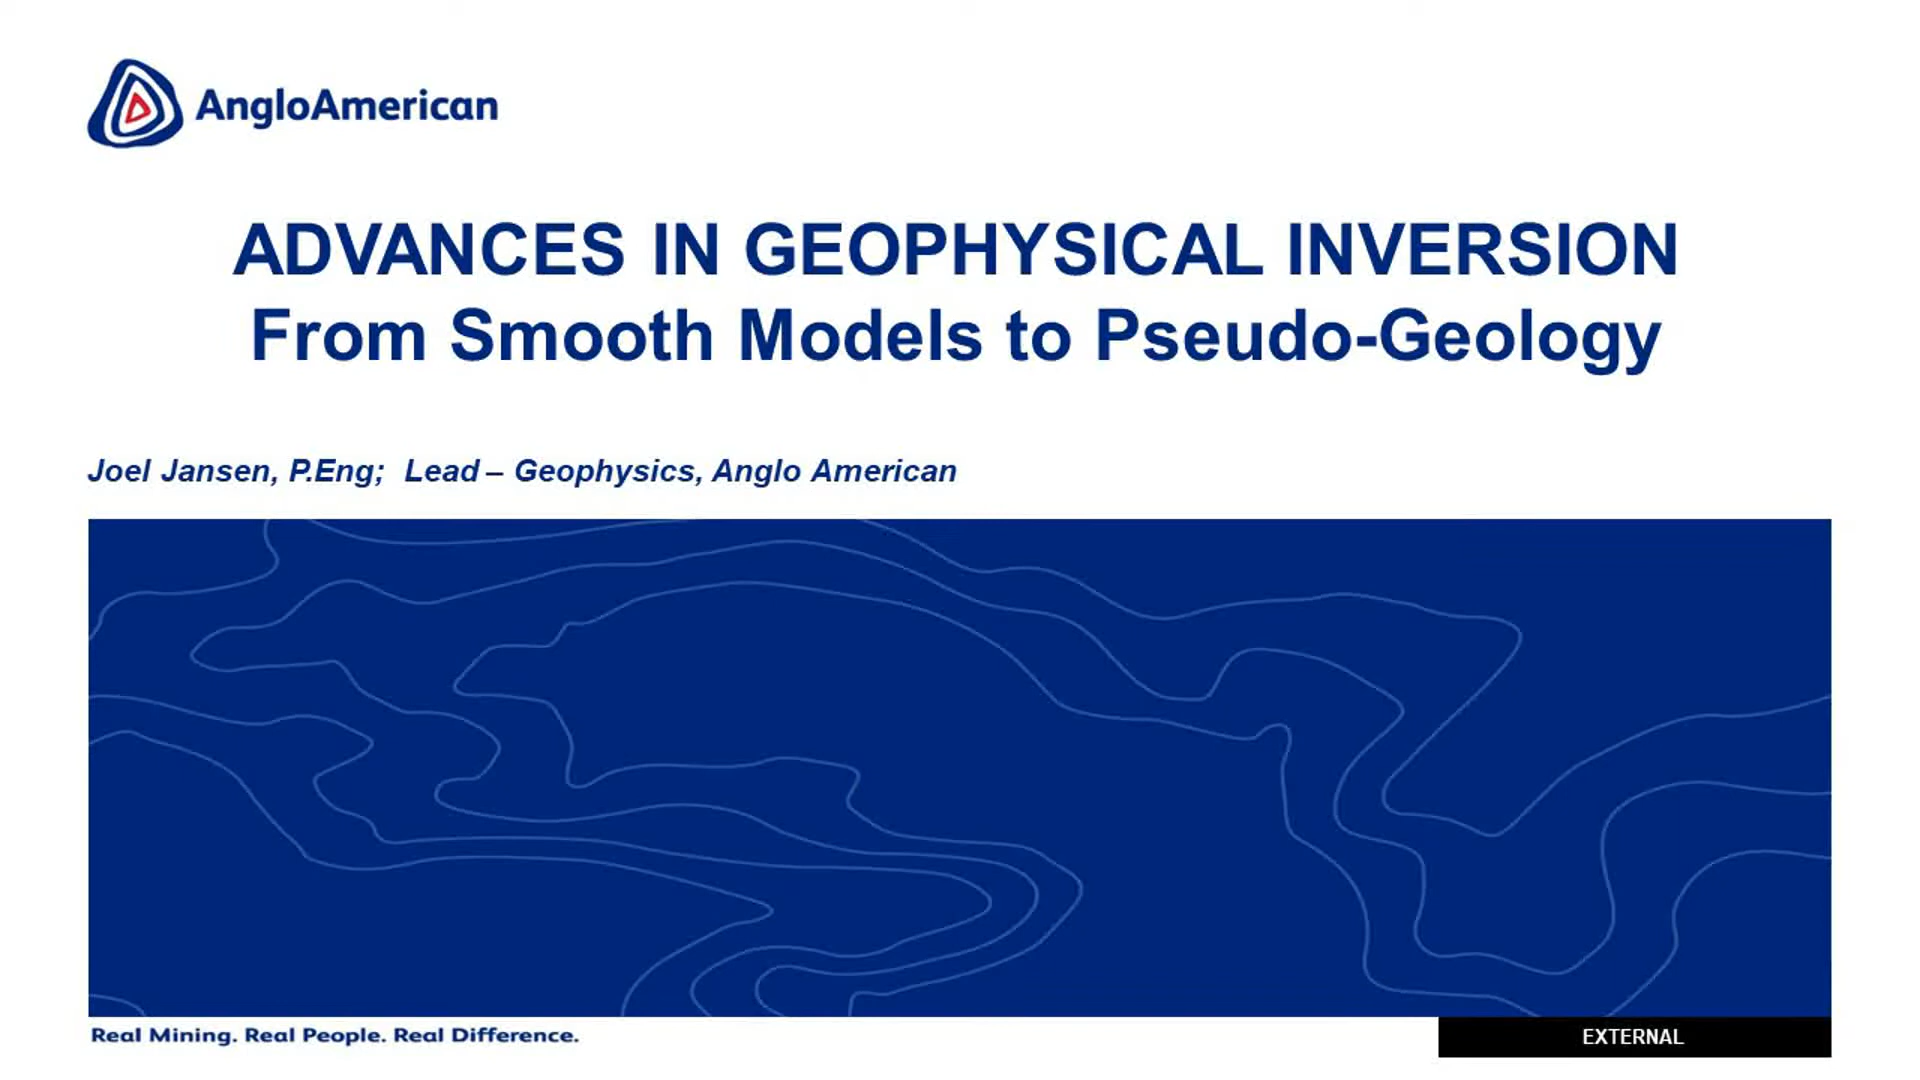 AngloAmerican
ADVANCES IN GEOPHYSICAL INVERSION
From Smooth Models to Pseudo-Geology
Joel Jansen, P.Eng; Lead – Geophysics, Anglo American
Real Mining. Real People. Real Difference.
EXTERNAL